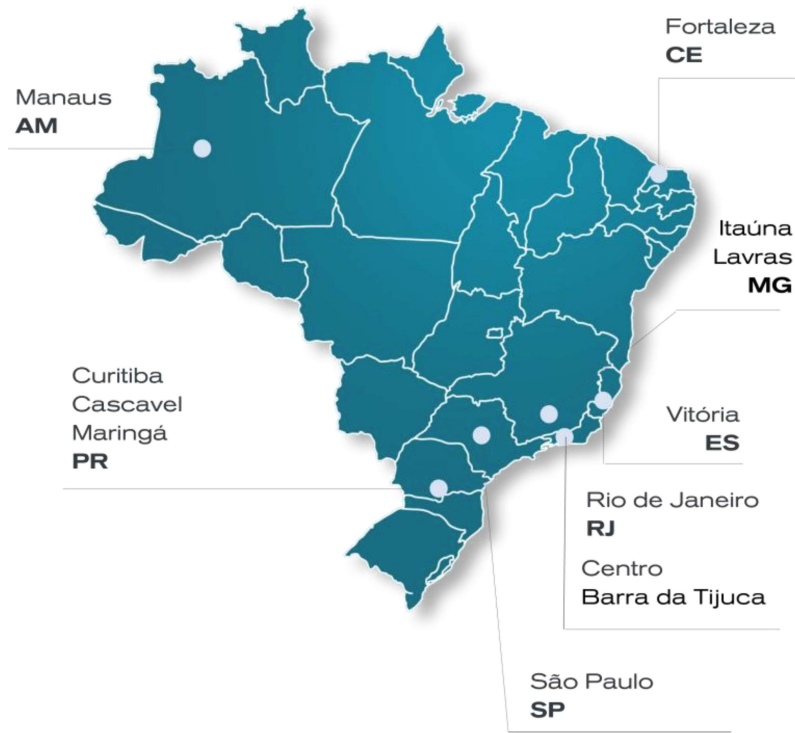 Fortaleza
CE
Manaus
AM
Itaúna
Lavras
MG
Curitiba
Cascavel
Maringá
PR
Vitória
ES
Rio de Janeiro
RJ
Centro
Barra da Tijuca
São Paulo
SP